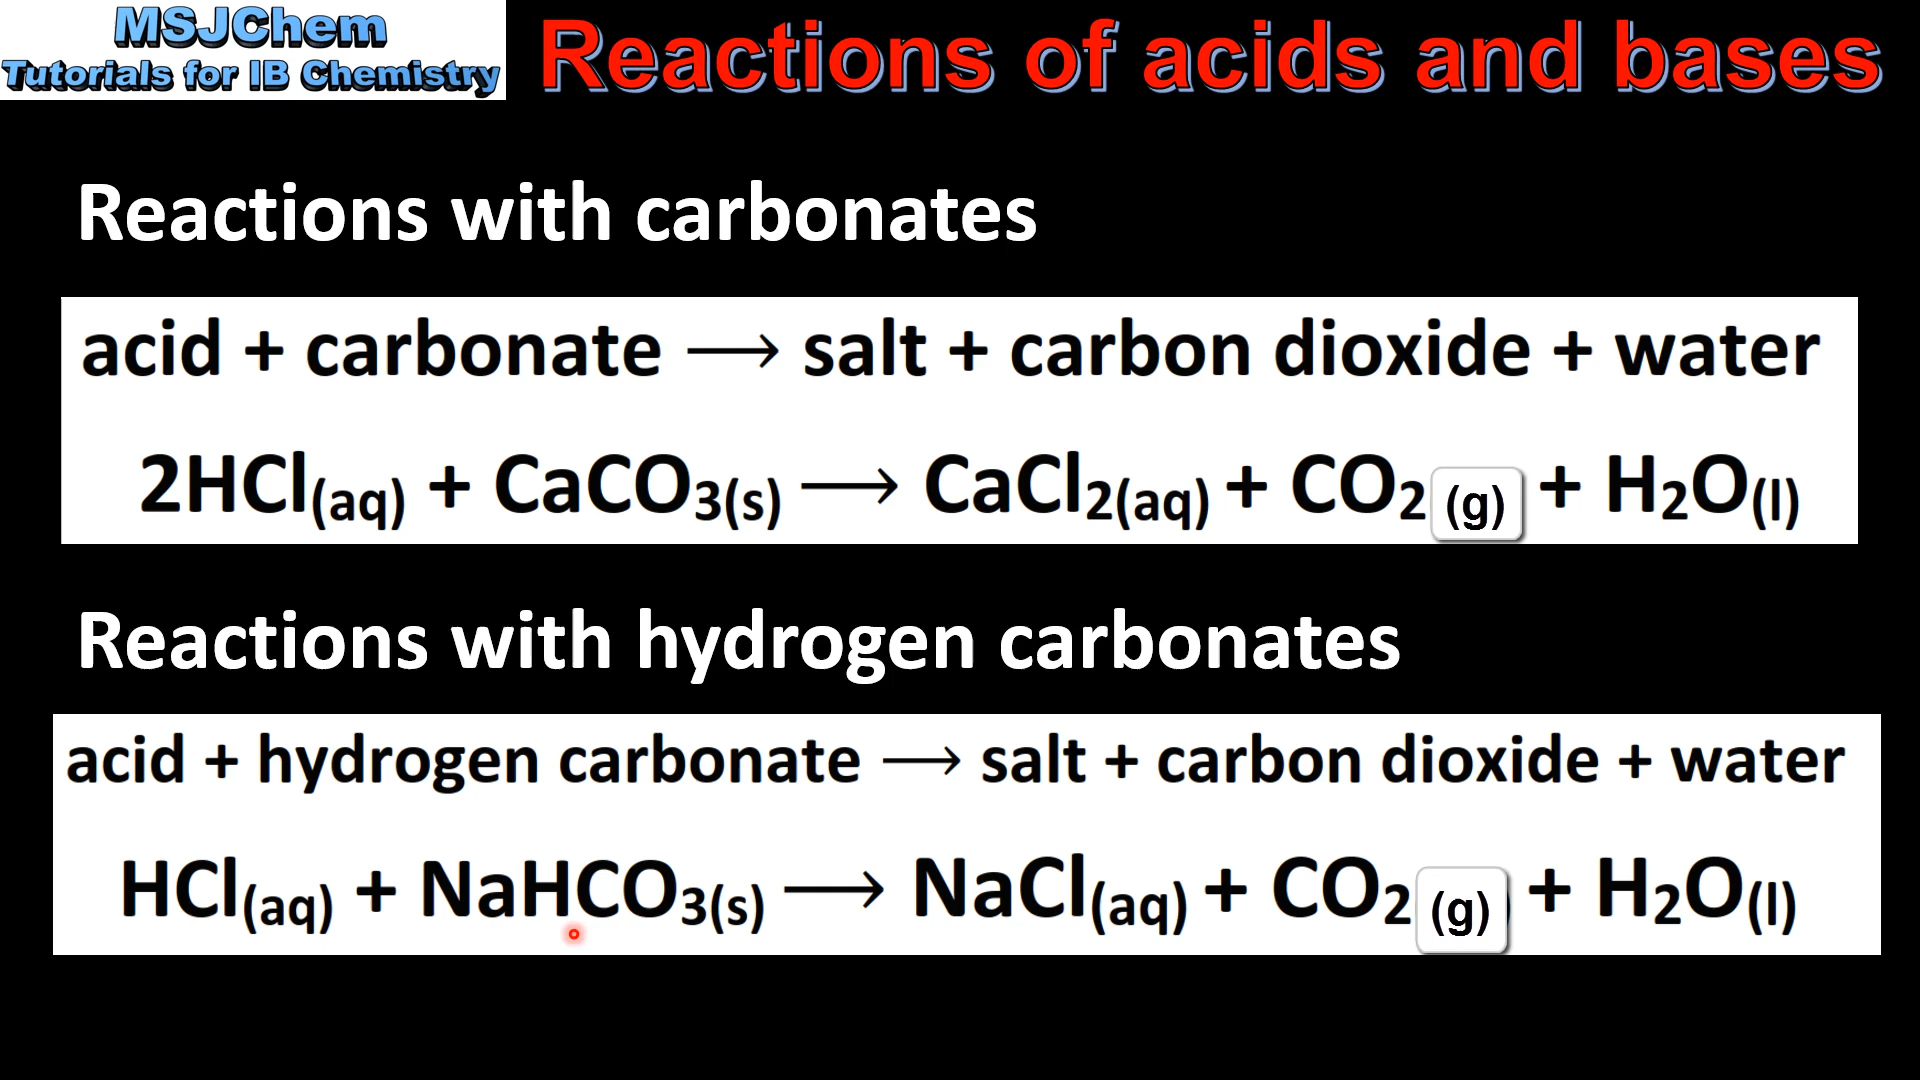 MSJChem
Tutorials for IB Chemistry
Reactions of acids and bases
Reactions with carbonates
acid + carbonate ⟶ salt + carbon dioxide + water
2HCl(aq) + CaCO₃(s) ⟶ CaCl₂(aq) + CO₂(g) + H₂O(l)
Reactions with hydrogen carbonates
acid + hydrogen carbonate ⟶ salt + carbon dioxide + water
HCl(aq) + NaHCO₃(s) ⟶ NaCl(aq) + CO₂(g) + H₂O(l)